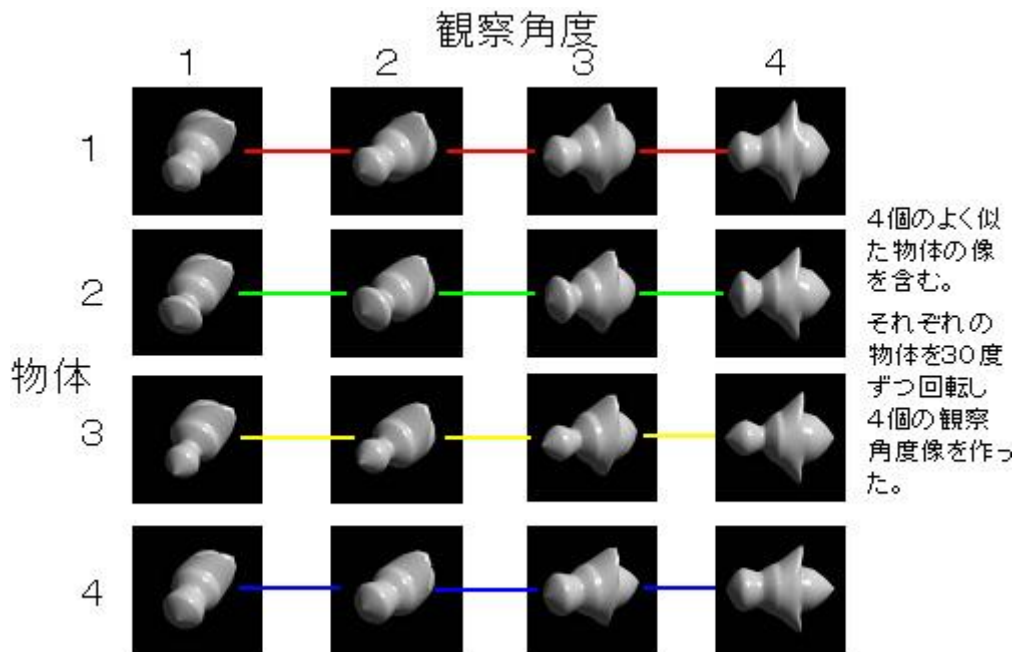 観察角度
1 2 3 4
1
2
物体
3
4
4個のよく似
た物体の像
を含む。
それぞれの
物体を30度
ずつ回転し
4個の観察
角度像を作っ
た。